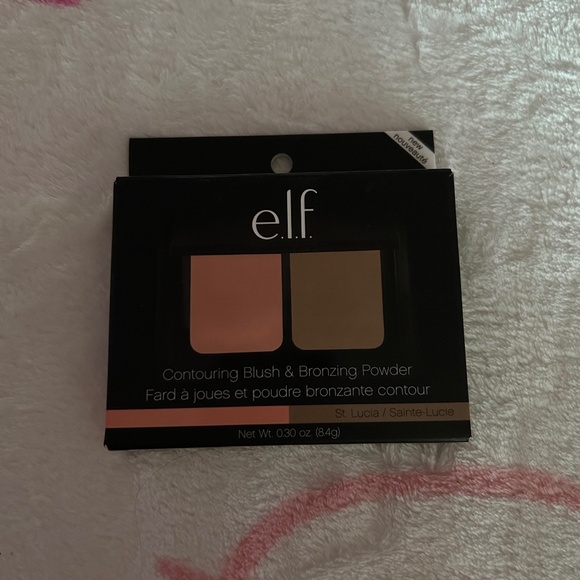 new
nouveauté
e.l.f.
Contouring Blush & Bronzing Powder
Fard à joues et poudre bronzante contour
St. Lucia / Sainte-Lucie
Net Wt. 0.30 oz. (8.4g)